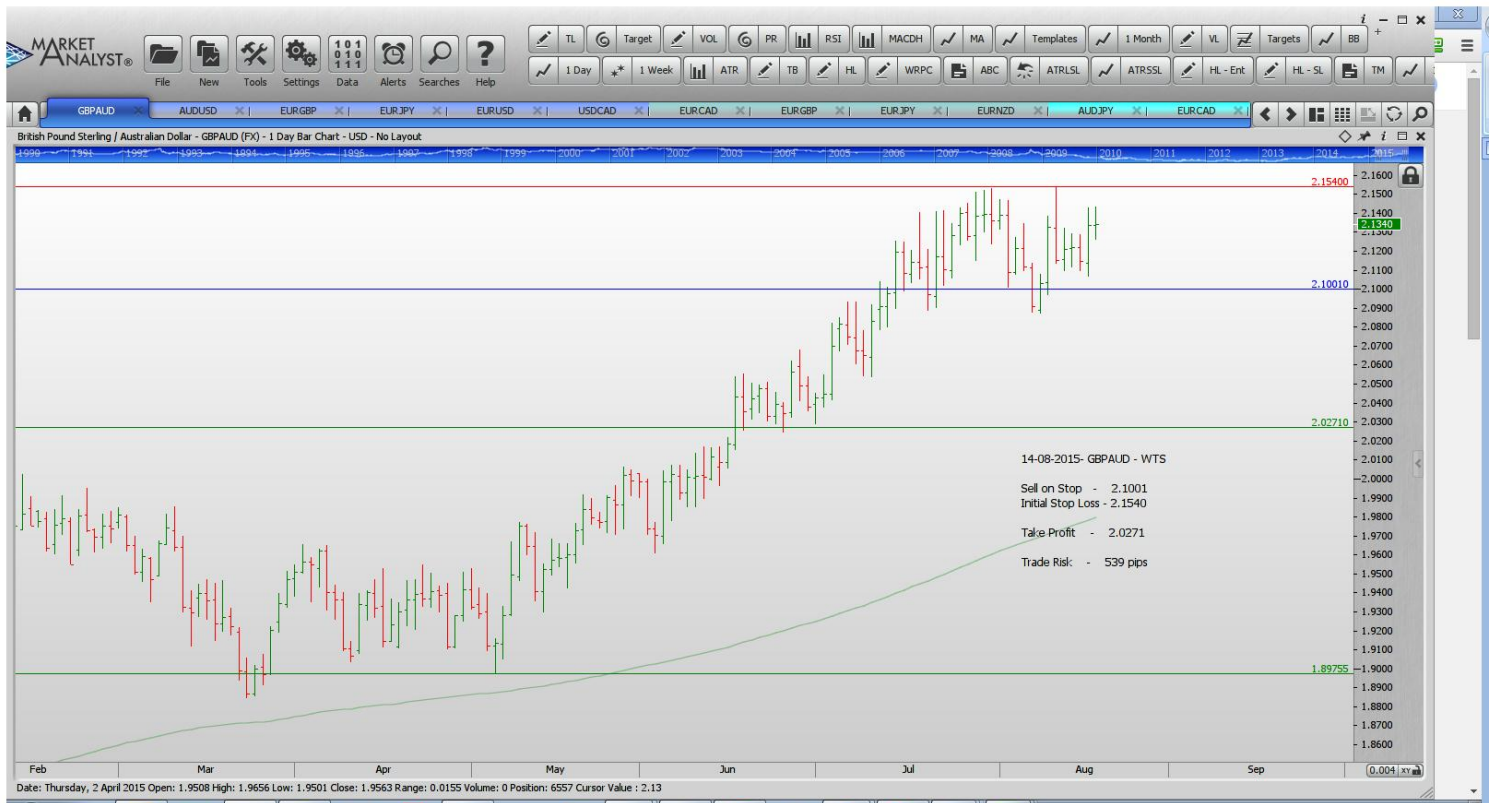 MARKET
ANALYST®
File New Tools Settings Data Alerts Searches Help
TL Target VOL PR RSI MACDH MA Templates 1 Month VL Targets BB
1 Day 1 Week ATR TB HL WRPC ABC ATRLSL ATRSSL HL - Ent HL - SL TM
GBPAUD AUDUSD EURGBP EURJPY EURUSD USDCAD EURCAD EURGBP EURJPY EURNZD AUDJPY EURCAD
British Pound Sterling / Australian Dollar - GBPAUD (FX) - 1 Day Bar Chart - USD - No Layout
1990 1991 1992 1993 1994 1995 1996 1997 1998 1999 2000 2001 2002 2003 2004 2005 2006 2007 2008 2009 2010 2011 2012 2013 2014 2015
2.1600
2.15400
2.1500
2.1400
2.1340
2.1300
2.1200
2.1100
2.10010
2.1000
2.0900
2.0800
2.0700
2.0600
2.0500
2.0400
2.02710
2.0300
2.0200
2.0100
2.0000
1.9900
1.9800
1.9700
1.9600
1.9500
1.9400
1.9300
1.9200
1.9100
1.89755
1.9000
1.8900
1.8800
1.8700
1.8600
14-08-2015- GBPAUD - WTS
Sell on Stop - 2.1001
Initial Stop Loss - 2.1540
Take Profit - 2.0271
Trade Risk - 539 pips
Feb Mar Apr May Jun Jul Aug Sep
0.004 XY
Date: Thursday, 2 April 2015 Open: 1.9508 High: 1.9656 Low: 1.9501 Close: 1.9563 Range: 0.0155 Volume: 0 Position: 6557 Cursor Value : 2.13